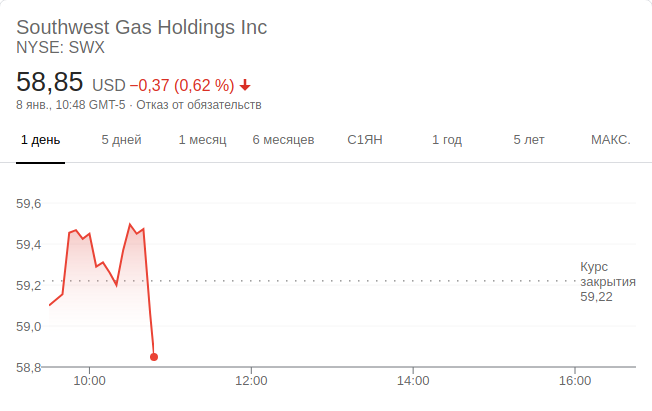 Southwest Gas Holdings Inc
NYSE: SWX
58,85 USD −0,37 (0,62 %)
8 янв., 10:48 GMT-5 · Отказ от обязательств
1 день 5 дней 1 месяц 6 месяцев С1ЯН 1 год 5 лет МАКС.
59,6
59,4
59,2
59,0
58,8
Курс
закрытия
59,22
10:00 12:00 14:00 16:00